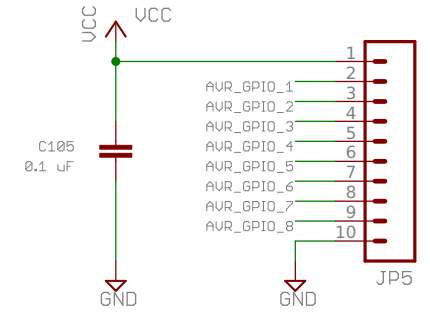 VCC
VCC
1
2
AVR_GPIO_1
3
AVR_GPIO_2
4
AVR_GPIO_3
C105
5
AVR_GPIO_4
0.1 uF
6
AVR_GPIO_5
7
AVR_GPIO_6
8
AVR_GPIO_7
9
AVR_GPIO_8
10
JP5
GND
GND